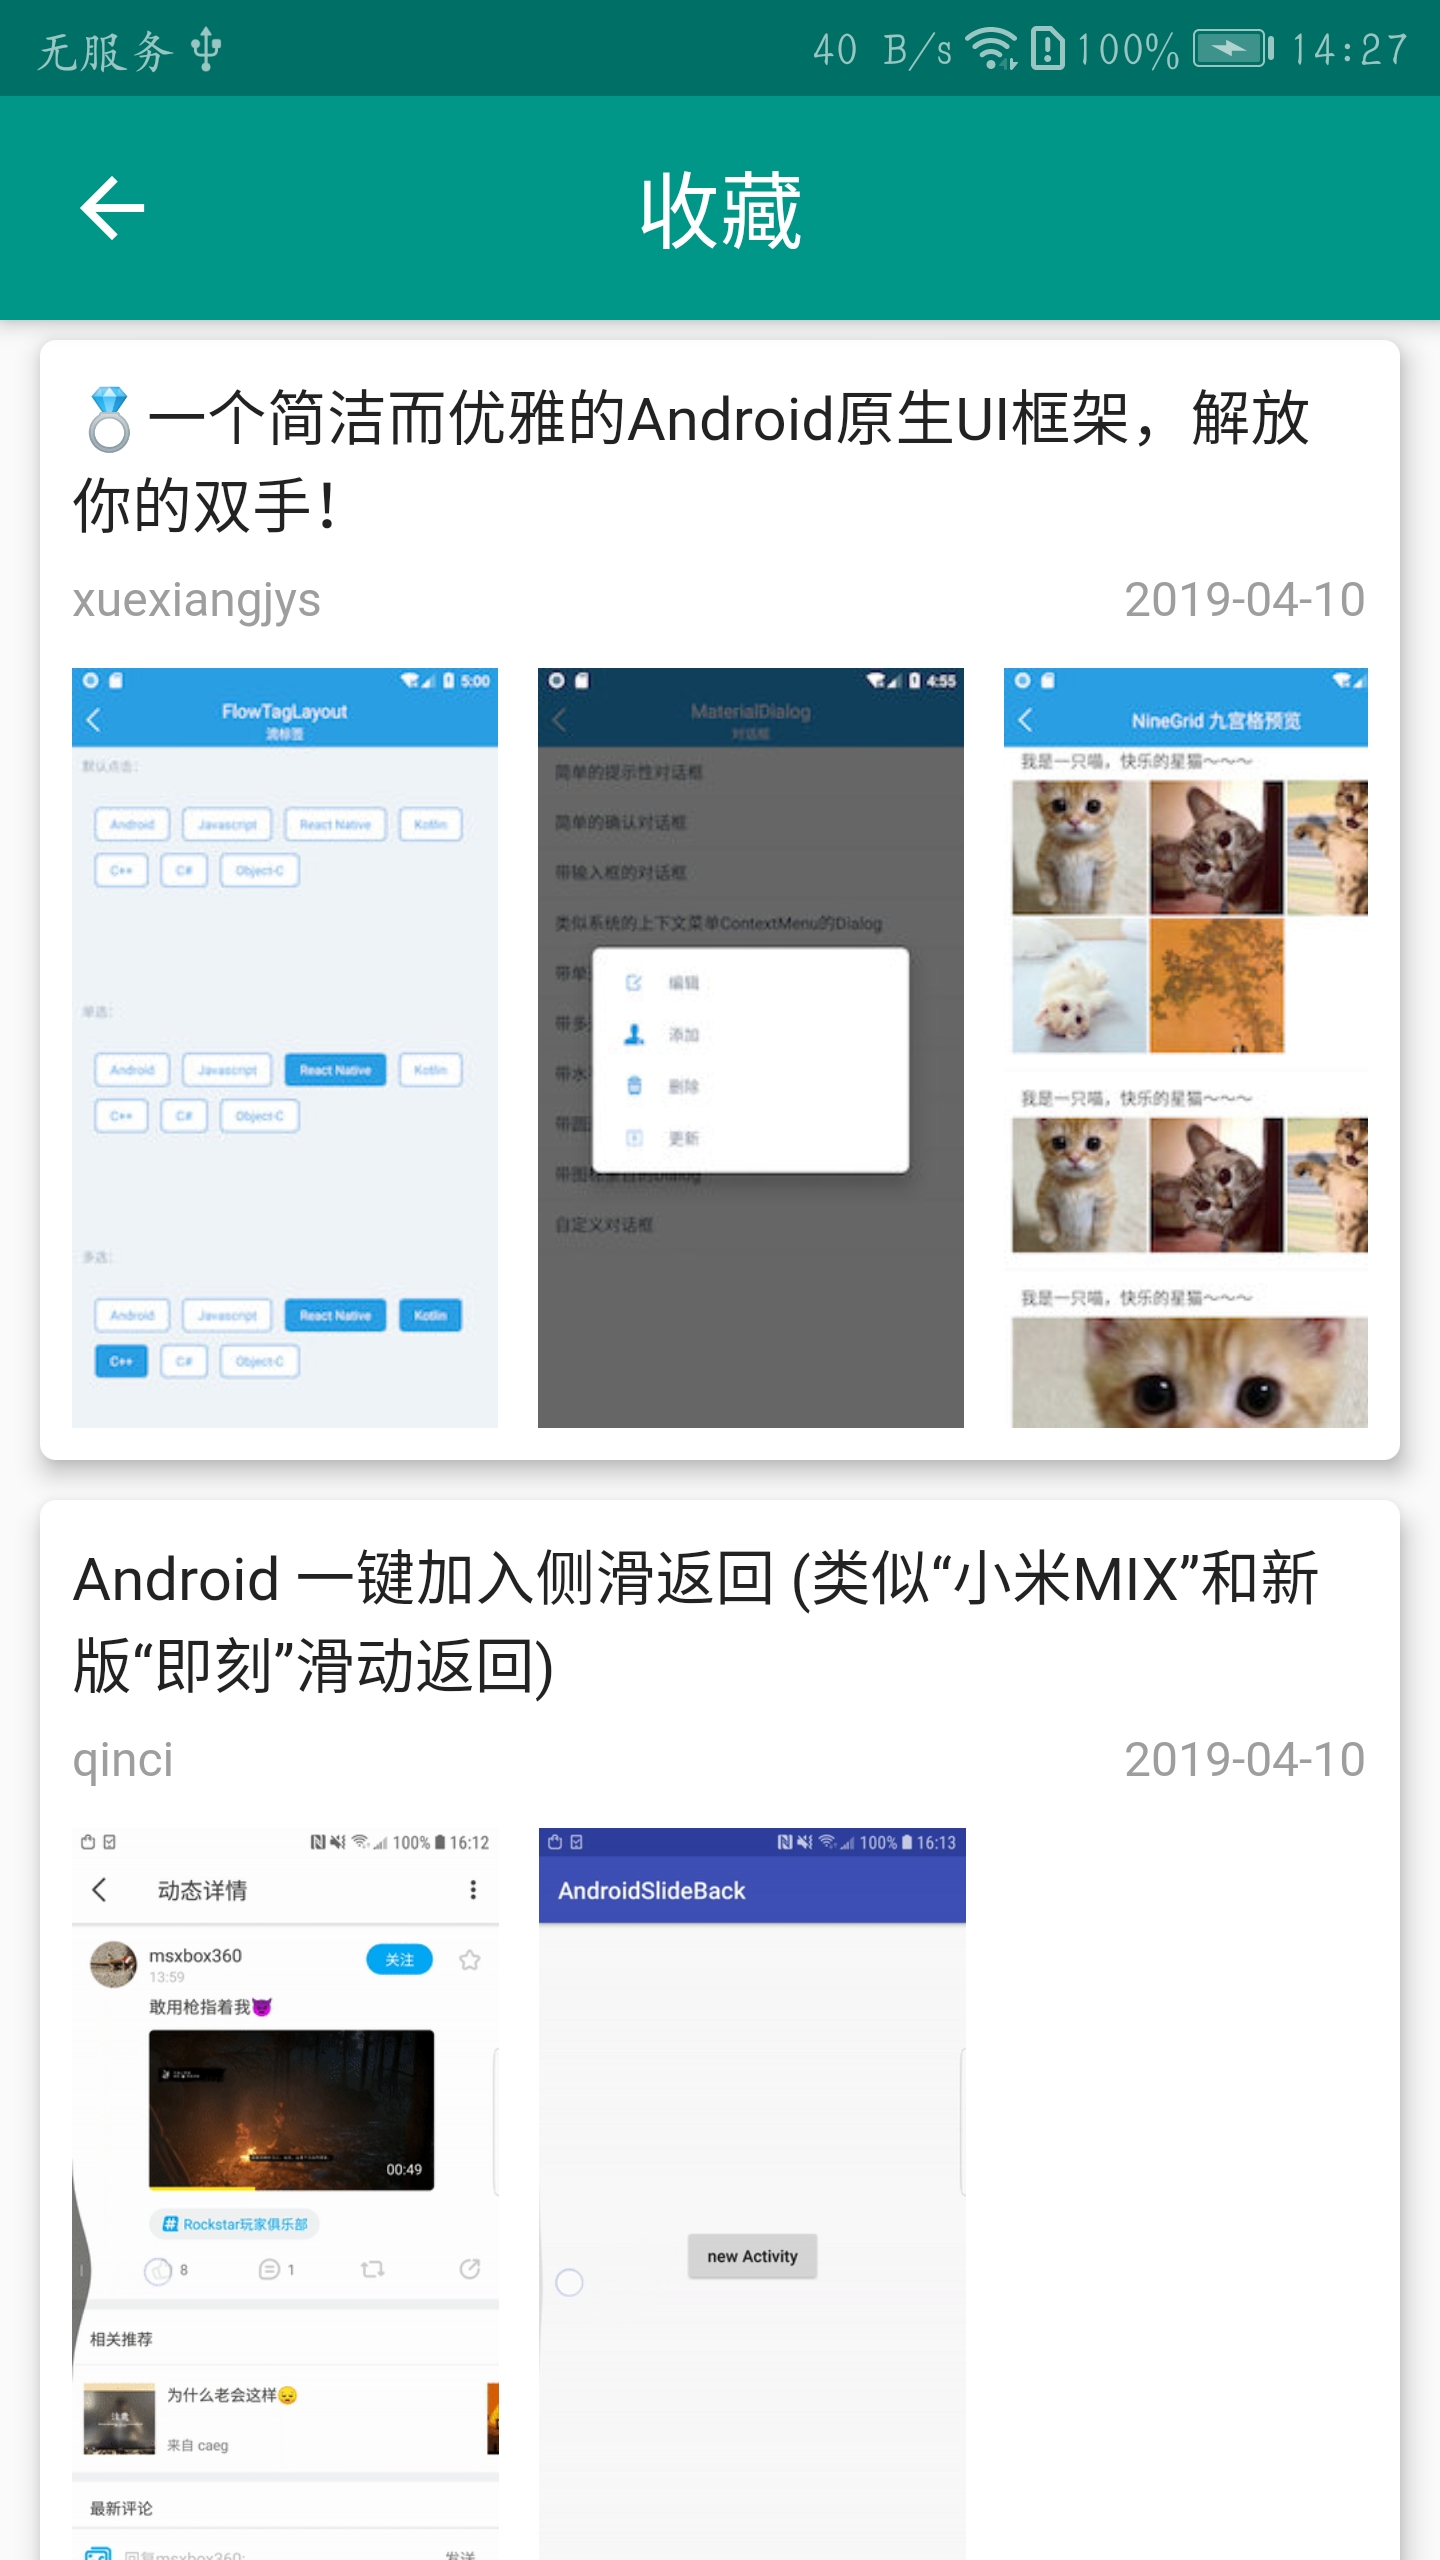 无服务 40 B/s 100% 14:27
收藏
一个简洁而优雅的Android原生UI框架，解放
你的双手！
xuexiangjys 2019-04-10
5:00
FlowTagLayout
流标签
默认点击：
Android Javascript React Native Kotlin
C++ C# Object-C
单选：
Android Javascript React Native Kotlin
C++ C# Object-C
多选：
Android Javascript React Native Kotlin
C++ C# Object-C
4:55
MaterialDialog
对话框
简单的提示性对话框
简单的确认对话框
带输入框的对话框
类似系统的上下文菜单ContextMenu的Dialog
带单
编辑
带多
添加
带水
删除
带圆
更新
自定义对话框
NineGrid 九宫格预览
我是一只喵，快乐的星猫～～～
我是一只喵，快乐的星猫～～～
我是一只喵，快乐的星猫～～～
Android 一键加入侧滑返回 (类似“小米MIX”和新
版“即刻”滑动返回)
qinci 2019-04-10
100% 16:12
动态详情
msxbox360 关注
13:59
敢用枪指着我
00:49
Rockstar玩家俱乐部
8 1
相关推荐
为什么老会这样
来自 caeg
最新评论
回复msxbox360: 发送
100% 16:13
AndroidSlideBack
new Activity